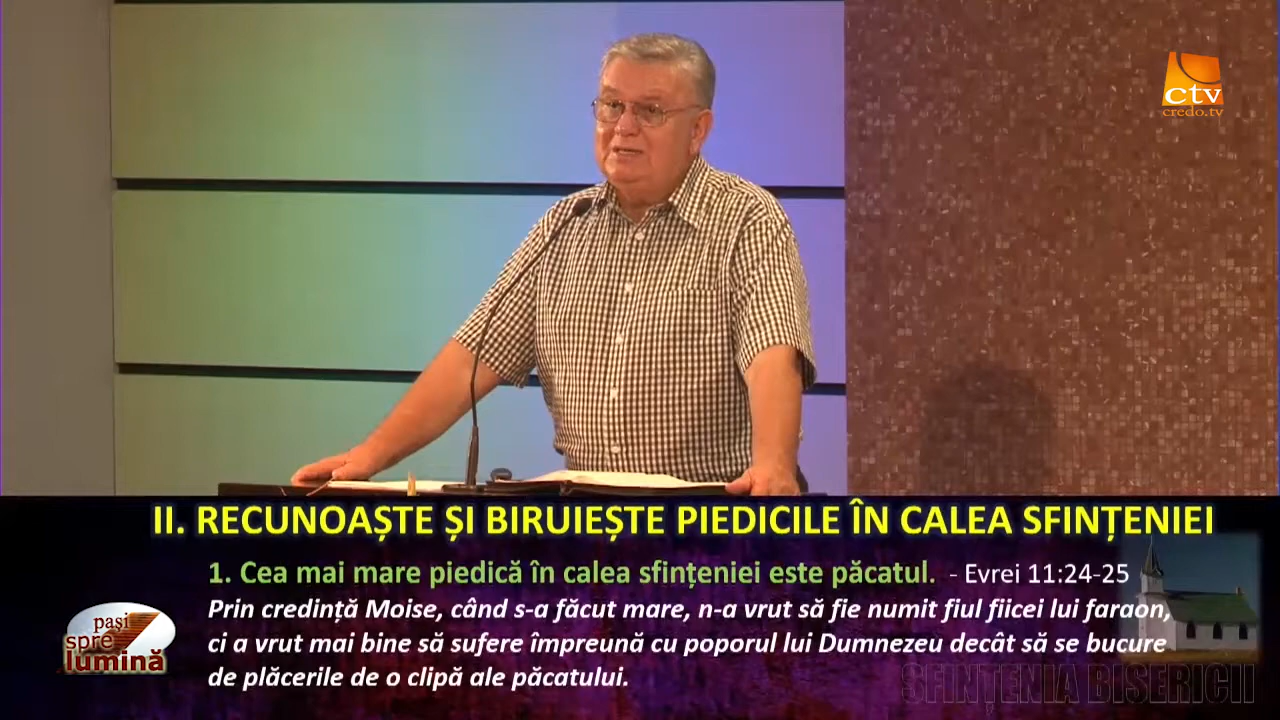 ctv
credo.tv
II. RECUNOAȘTE ȘI BIRUIEȘTE PIEDICILE ÎN CALEA SFINȚENIEI
1. Cea mai mare piedică în calea sfințeniei este păcatul. - Evrei 11:24-25
Prin credință Moise, când s-a făcut mare, n-a vrut să fie numit fiul fiicei lui faraon,
ci a vrut mai bine să sufere împreună cu poporul lui Dumnezeu decât să se bucure
de plăcerile de o clipă ale păcatului.
pași
spre
lumină
SFINȚENIA BISERICII